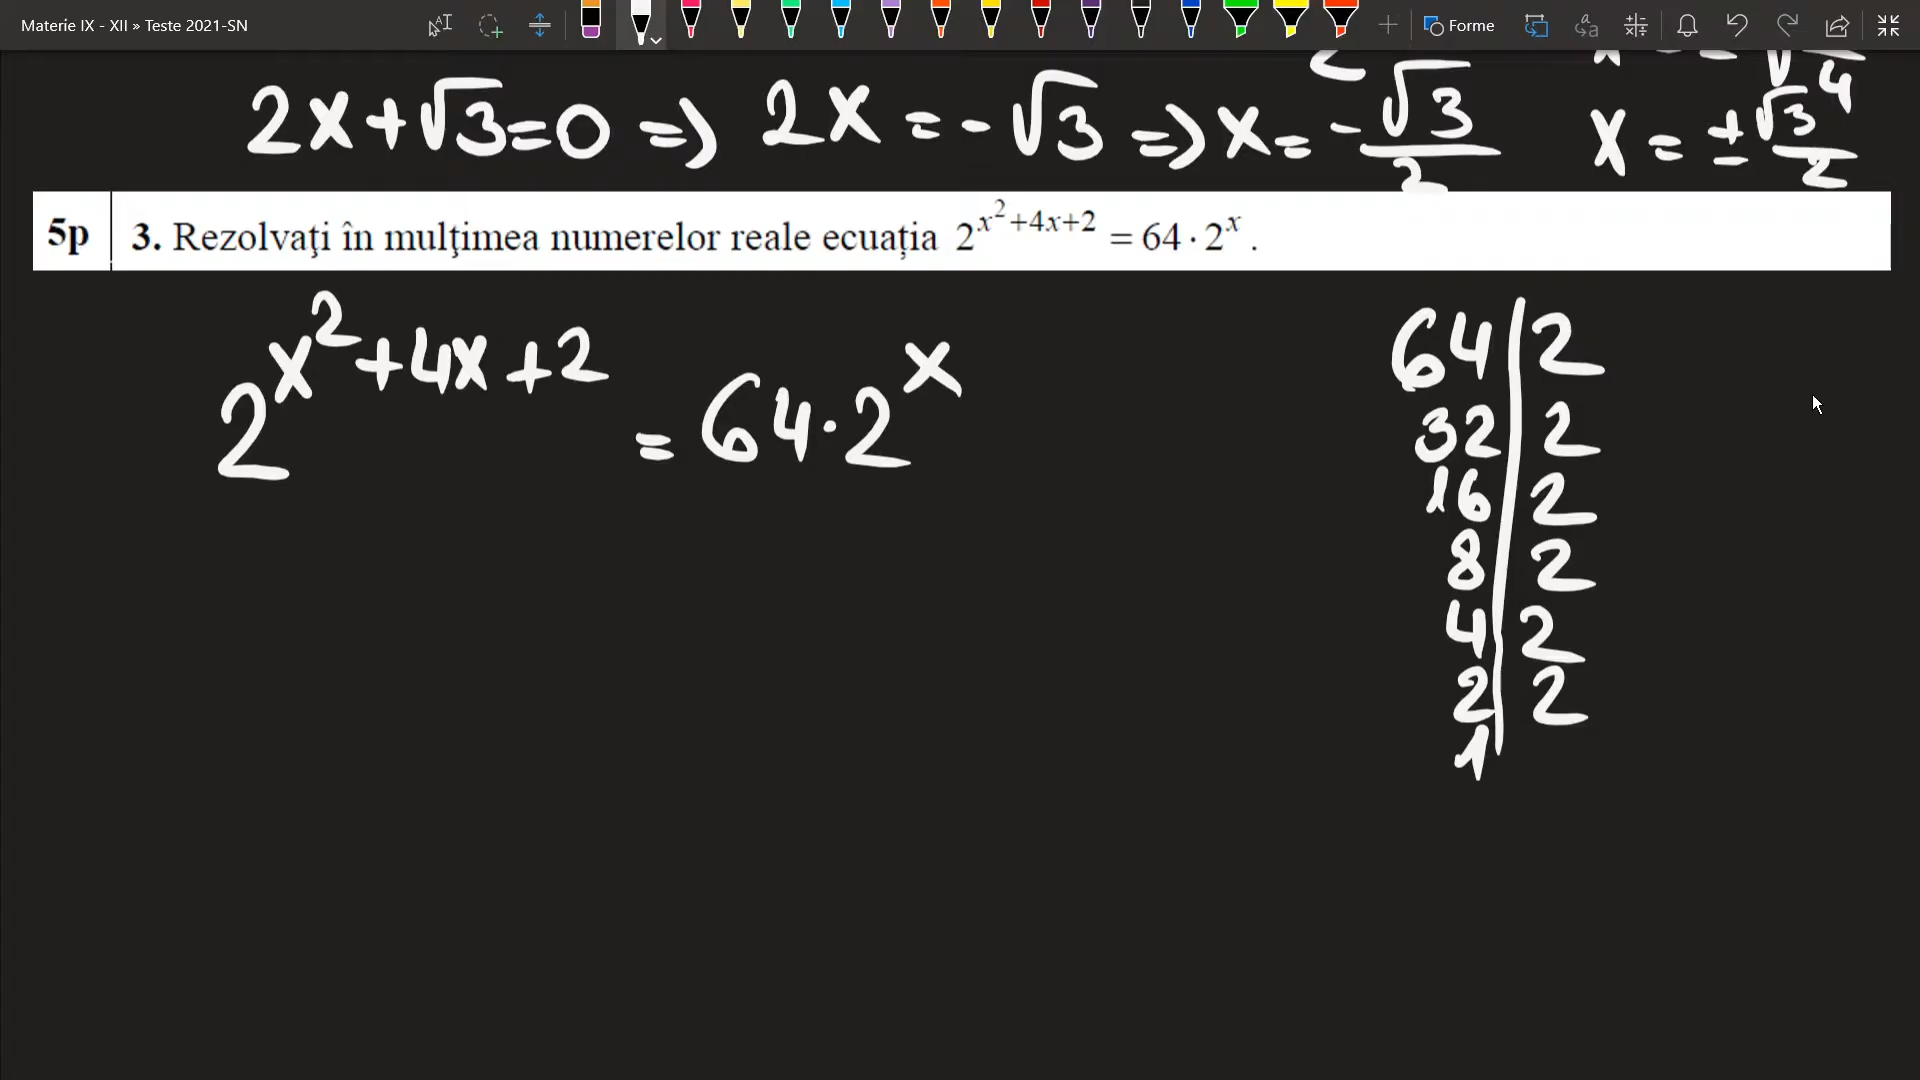 Materie IX - XII » Teste 2021-SN
Forme
2x+√3=0 => 2x = -√3 => x = -√3/2
x = ±√3/2
5p 3. Rezolvaţi în mulţimea numerelor reale ecuația 2^(x²+4x+2) = 64·2^x .
2^(x²+4x+2) = 64·2^x
64|2
32|2
16|2
8|2
4|2
2|2
1